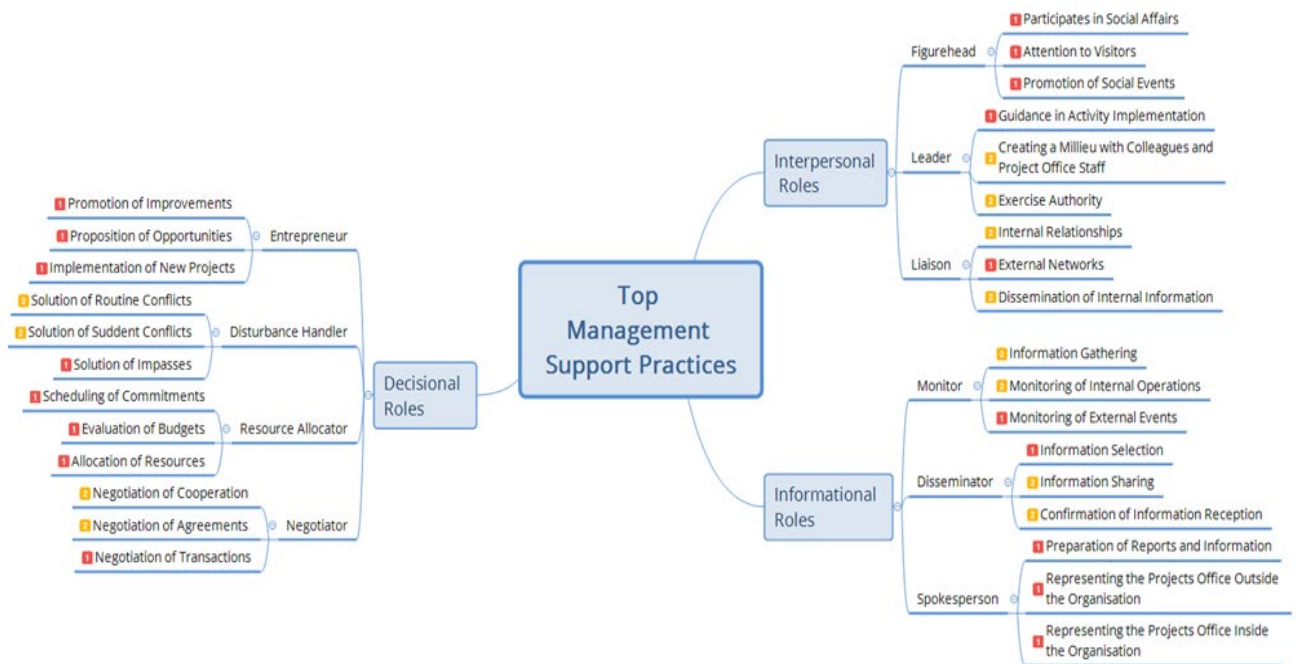 Top
Management
Support Practices
Interpersonal
Roles
Figurehead
1 Participates in Social Affairs
1 Attention to Visitors
1 Promotion of Social Events
Leader
1 Guidance in Activity Implementation
2 Creating a Millieu with Colleagues and
Project Office Staff
2 Exercise Authority
Liaison
2 Internal Relationships
1 External Networks
2 Dissemination of Internal Information
Informational
Roles
Monitor
2 Information Gathering
2 Monitoring of Internal Operations
1 Monitoring of External Events
Disseminator
1 Information Selection
2 Information Sharing
2 Confirmation of Information Reception
Spokesperson
1 Preparation of Reports and Information
1 Representing the Projects Office Outside
the Organisation
1 Representing the Projects Office Inside
the Organisation
Decisional
Roles
Entrepreneur
1 Promotion of Improvements
1 Proposition of Opportunities
1 Implementation of New Projects
Disturbance Handler
2 Solution of Routine Conflicts
2 Solution of Suddent Conflicts
1 Solution of Impasses
Resource Allocator
1 Scheduling of Commitments
1 Evaluation of Budgets
1 Allocation of Resources
Negotiator
2 Negotiation of Cooperation
2 Negotiation of Agreements
1 Negotiation of Transactions